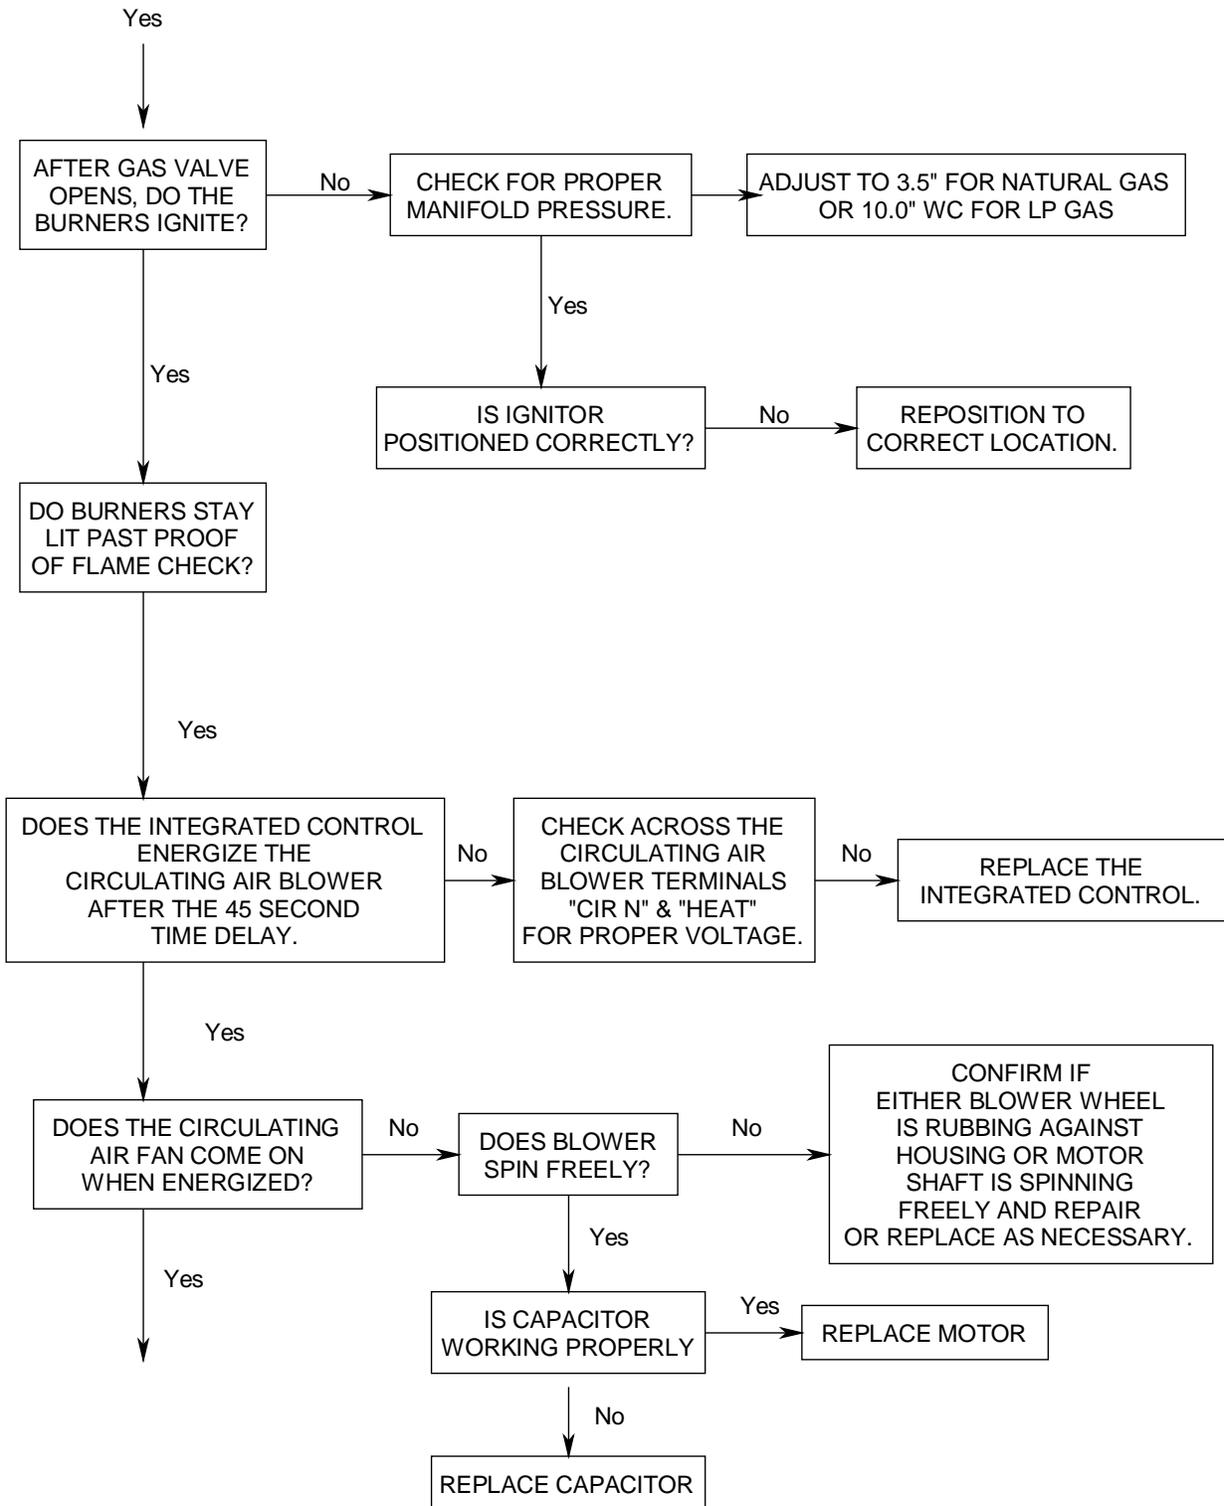 Yes
AFTER GAS VALVE
OPENS, DO THE
BURNERS IGNITE?
No
CHECK FOR PROPER
MANIFOLD PRESSURE.
ADJUST TO 3.5" FOR NATURAL GAS
OR 10.0" WC FOR LP GAS
Yes
Yes
IS IGNITOR
POSITIONED CORRECTLY?
No
REPOSITION TO
CORRECT LOCATION.
DO BURNERS STAY
LIT PAST PROOF
OF FLAME CHECK?
Yes
DOES THE INTEGRATED CONTROL
ENERGIZE THE
CIRCULATING AIR BLOWER
AFTER THE 45 SECOND
TIME DELAY.
No
CHECK ACROSS THE
CIRCULATING AIR
BLOWER TERMINALS
"CIR N" & "HEAT"
FOR PROPER VOLTAGE.
No
REPLACE THE
INTEGRATED CONTROL.
Yes
DOES THE CIRCULATING
AIR FAN COME ON
WHEN ENERGIZED?
No
DOES BLOWER
SPIN FREELY?
No
CONFIRM IF
EITHER BLOWER WHEEL
IS RUBBING AGAINST
HOUSING OR MOTOR
SHAFT IS SPINNING
FREELY AND REPAIR
OR REPLACE AS NECESSARY.
Yes
Yes
IS CAPACITOR
WORKING PROPERLY
Yes
REPLACE MOTOR
No
REPLACE CAPACITOR